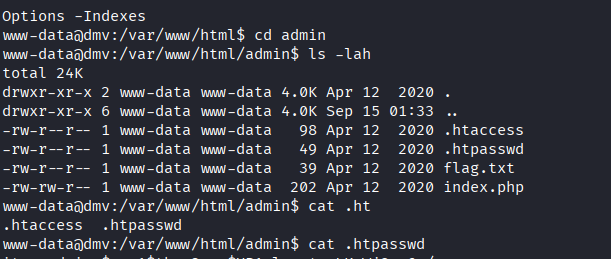 Options -Indexes
www-data@dmv:/var/www/html$ cd admin
www-data@dmv:/var/www/html/admin$ ls -lah
total 24K
drwxr-xr-x 2 www-data www-data 4.0K Apr 12  2020 .
drwxr-xr-x 6 www-data www-data 4.0K Sep 15 01:33 ..
-rw-r--r-- 1 www-data www-data   98 Apr 12  2020 .htaccess
-rw-r--r-- 1 www-data www-data   49 Apr 12  2020 .htpasswd
-rw-r--r-- 1 www-data www-data   39 Apr 12  2020 flag.txt
-rw-rw-r-- 1 www-data www-data  202 Apr 12  2020 index.php
www-data@dmv:/var/www/html/admin$ cat .ht
.htaccess  .htpasswd
www-data@dmv:/var/www/html/admin$ cat .htpasswd